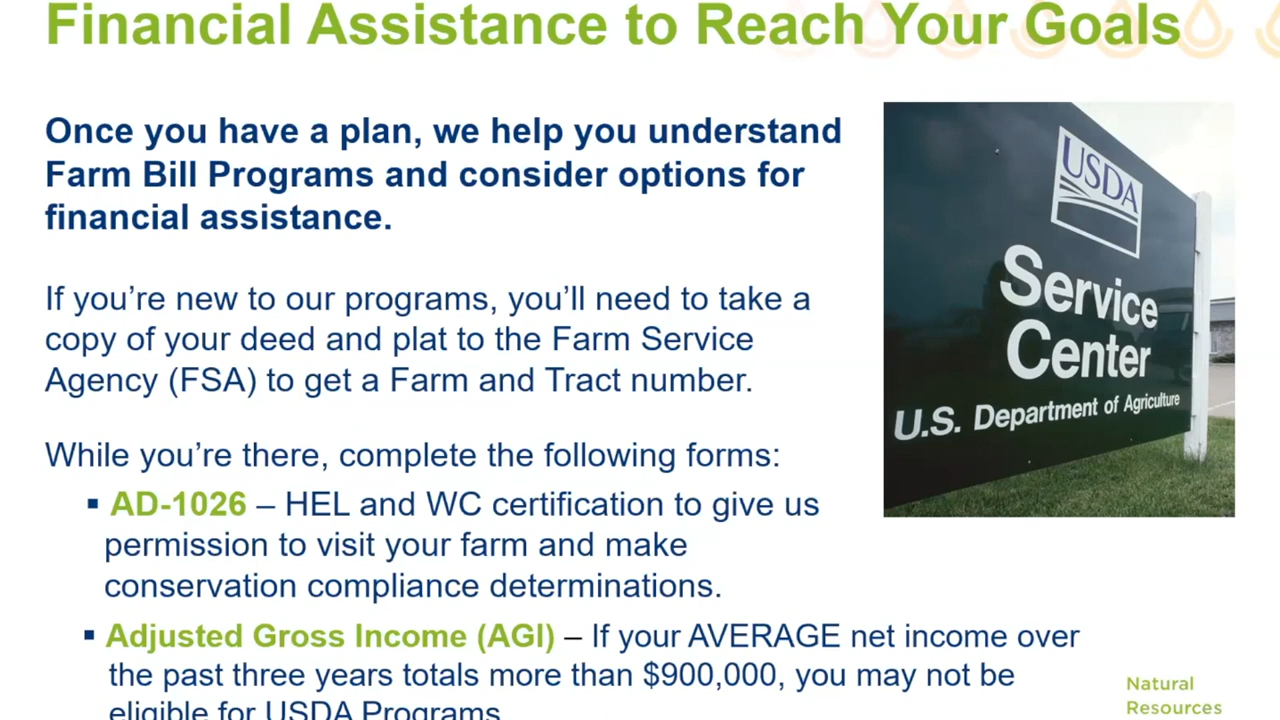 Financial Assistance to Reach Your Goals
Once you have a plan, we help you understand
Farm Bill Programs and consider options for
financial assistance.
If you’re new to our programs, you’ll need to take a
copy of your deed and plat to the Farm Service
Agency (FSA) to get a Farm and Tract number.
While you’re there, complete the following forms:
▪ AD-1026 – HEL and WC certification to give us
permission to visit your farm and make
conservation compliance determinations.
▪ Adjusted Gross Income (AGI) – If your AVERAGE net income over
the past three years totals more than $900,000, you may not be
eligible for USDA Programs
USDA
Service
Center
U.S. Department of Agriculture
Natural
Resources